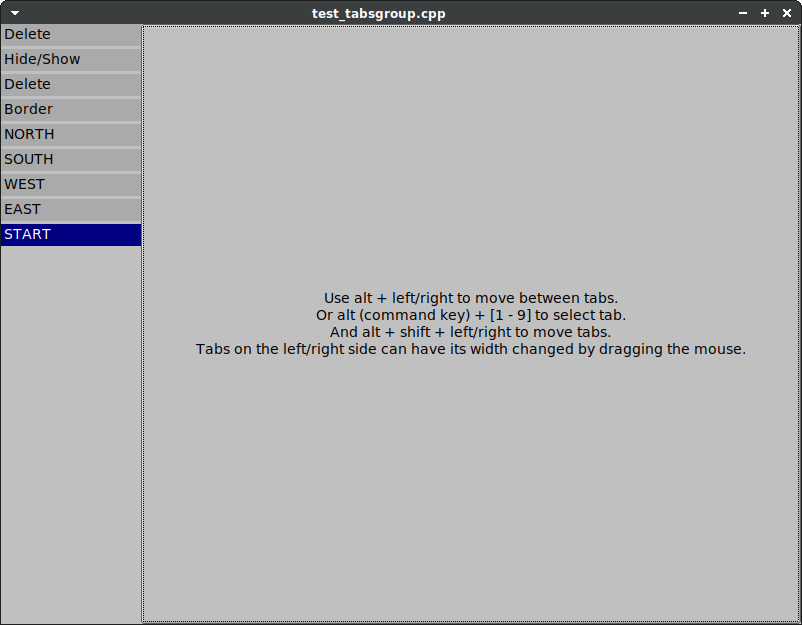 test_tabsgroup.cpp
Delete
Hide/Show
Delete
Border
NORTH
SOUTH
WEST
EAST
START
Use alt + left/right to move between tabs.
Or alt (command key) + [1 - 9] to select tab.
And alt + shift + left/right to move tabs.
Tabs on the left/right side can have its width changed by dragging the mouse.